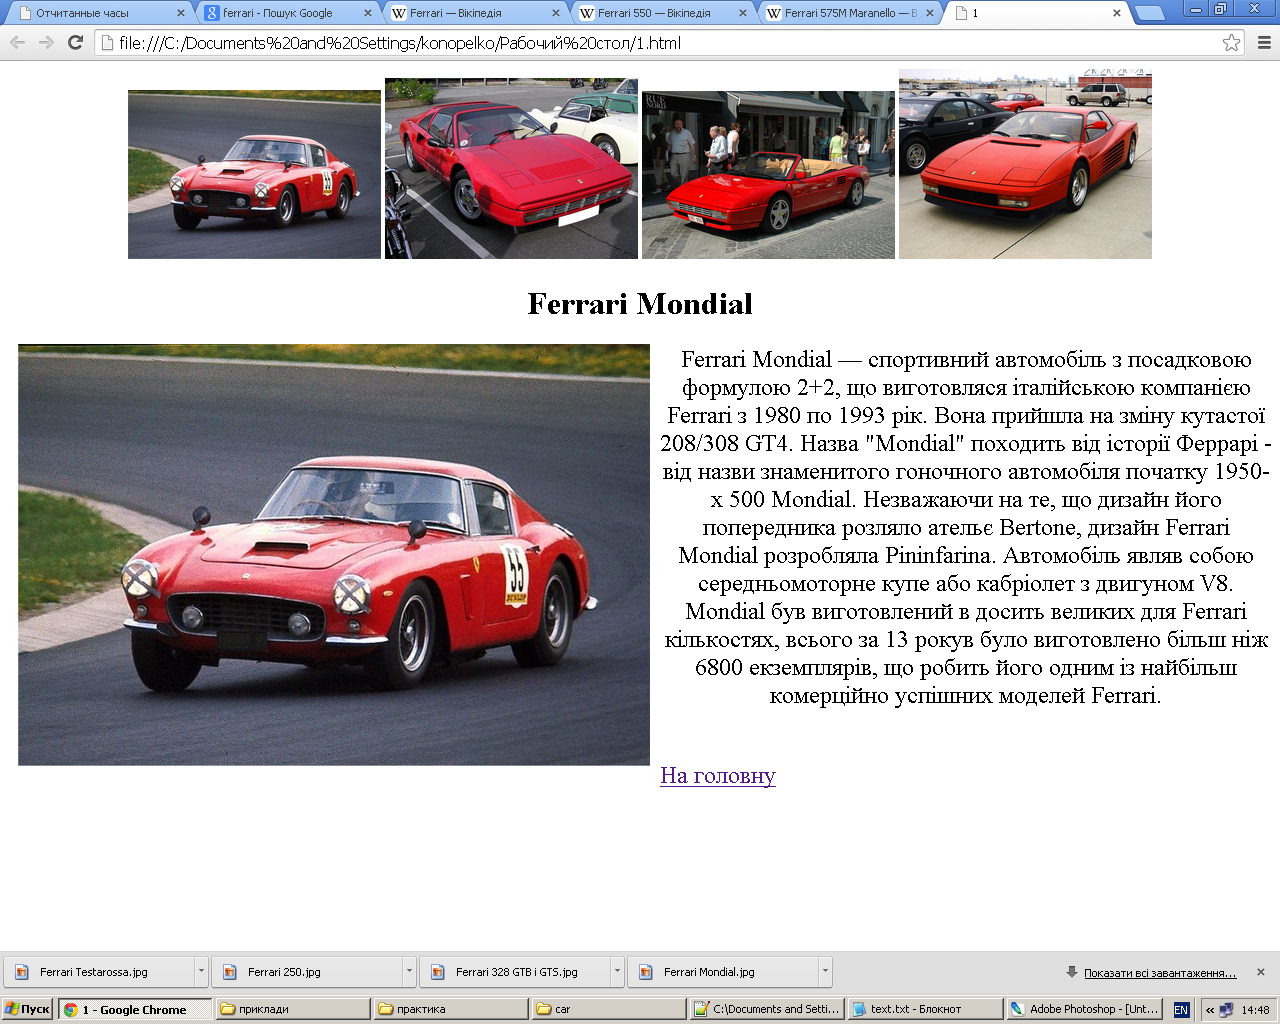 Отчитанные часы
ferrari - Пошук Google
Ferrari — Вікіпедія
Ferrari 550 — Вікіпедія
Ferrari 575M Maranello — В
1
file:///C:/Documents%20and%20Settings/konopelko/Рабочий%20стол/1.html
RUE
NORD
55
Ferrari Mondial
55
DUNLOP
Ferrari Mondial — спортивний автомобіль з посадковою
формулою 2+2, що виготовляся італійською компанією
Ferrari з 1980 по 1993 рік. Вона прийшла на зміну кутастої
208/308 GT4. Назва "Mondial" походить від історії Феррарі -
від назви знаменитого гоночного автомобіля початку 1950-
х 500 Mondial. Незважаючи на те, що дизайн його
попередника розляло ательє Bertone, дизайн Ferrari
Mondial розробляла Pininfarina. Автомобіль являв собою
середньомоторне купе або кабріолет з двигуном V8.
Mondial був виготовлений в досить великих для Ferrari
кількостях, всього за 13 рокув було виготовлено більш ніж
6800 екземплярів, що робить його одним із найбільш
комерційно успішних моделей Ferrari.
На головну
Ferrari Testarossa.jpg
Ferrari 250.jpg
Ferrari 328 GTB і GTS.jpg
Ferrari Mondial.jpg
Показати всі завантаження...
Пуск
1 - Google Chrome
приклади
практика
car
C:\Documents and Setti...
text.txt - Блокнот
Adobe Photoshop - [Unt...
EN
14:48